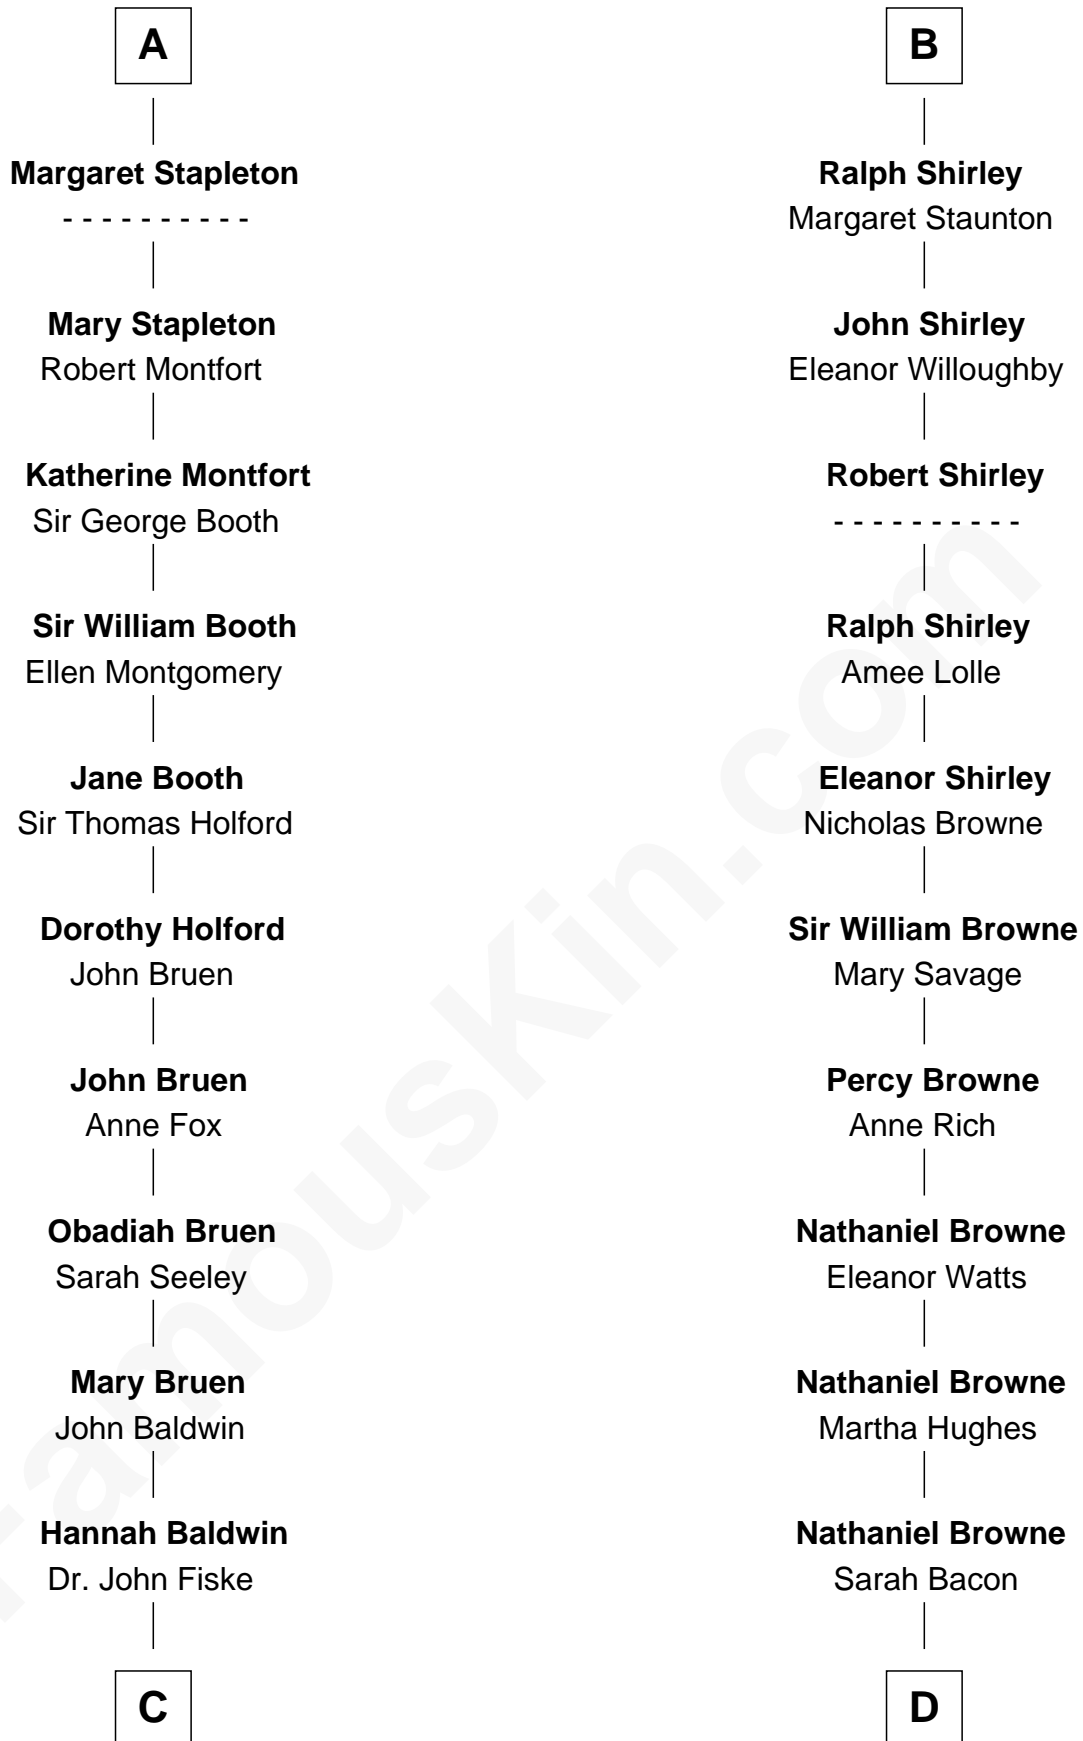 A
Margaret Stapleton
- - - - - - - - - -
Mary Stapleton
Robert Montfort
Katherine Montfort
Sir George Booth
Sir William Booth
Ellen Montgomery
Jane Booth
Sir Thomas Holford
Dorothy Holford
John Bruen
John Bruen
Anne Fox
Obadiah Bruen
Sarah Seeley
Mary Bruen
John Baldwin
Hannah Baldwin
Dr. John Fiske
C
B
Ralph Shirley
Margaret Staunton
John Shirley
Eleanor Willoughby
Robert Shirley
- - - - - - - - - -
Ralph Shirley
Amee Lolle
Eleanor Shirley
Nicholas Browne
Sir William Browne
Mary Savage
Percy Browne
Anne Rich
Nathaniel Browne
Eleanor Watts
Nathaniel Browne
Martha Hughes
Nathaniel Browne
Sarah Bacon
D
FamousKin.com